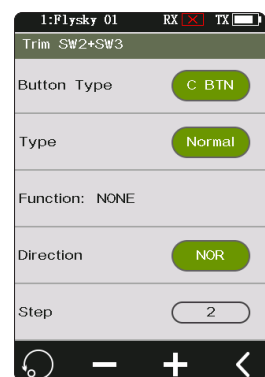 1:Flysky 01 RX TX
Trim SW2+SW3
Button Type C BTN
Type Normal
Function: NONE
Direction NOR
Step 2